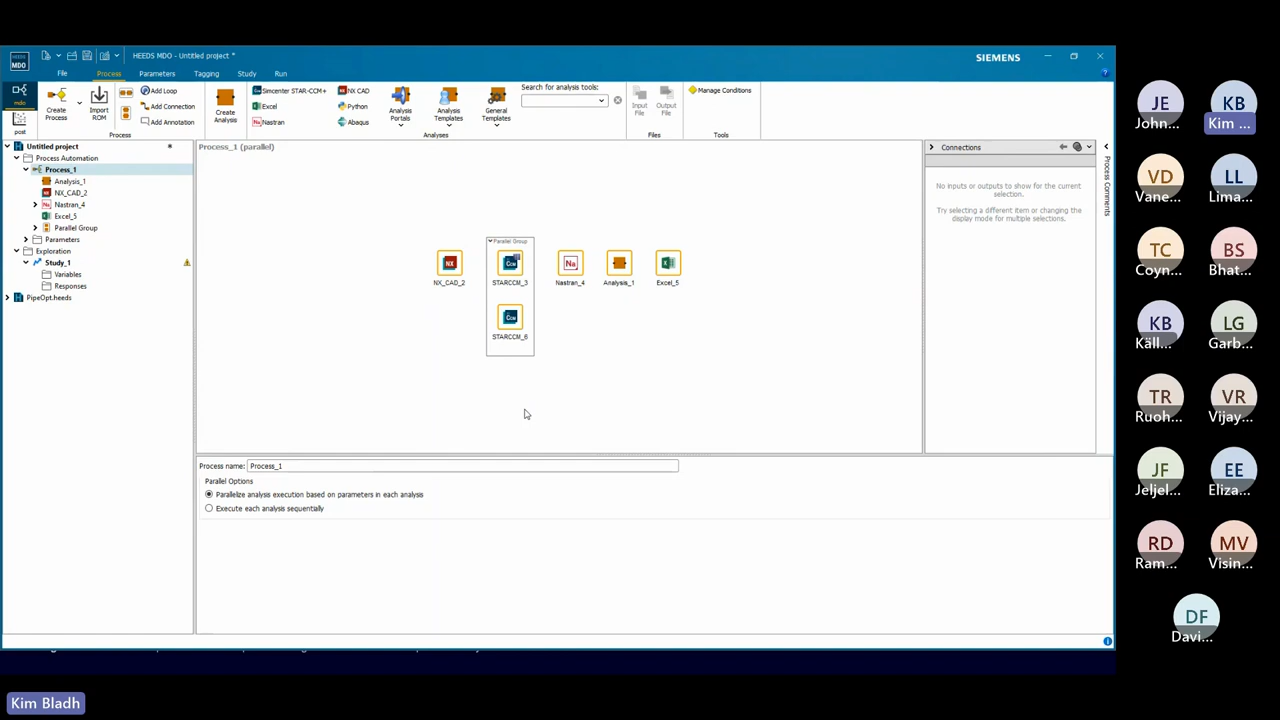 HEEDS MDO - Untitled project *
SIEMENS
HEEDS
MDO
File
Process
Parameters
Tagging
Study
Run
mdo
post
Create
Process
Import
ROM
Add Loop
Add Connection
Add Annotation
Process
Create
Analysis
Simcenter STAR-CCM+
Excel
Nastran
NX CAD
Python
Abaqus
Analysis
Portals
Analysis
Templates
General
Templates
Search for analysis tools:
Analyses
Input
File
Output
File
Files
Manage Conditions
Tools
Untitled project *
Process Automation
Process_1
Analysis_1
NX_CAD_2
Nastran_4
Excel_5
Parallel Group
Parameters
Exploration
Study_1
Variables
Responses
PipeOpt.heeds
Process_1 (parallel)
Parallel Group
NX
NX_CAD_2
CCM
STARCCM_3
Na
Nastran_4
Analysis_1
Excel_5
CCM
STARCCM_6
Connections
No inputs or outputs to show for the current
selection.
Try selecting a different item or changing the
display mode for multiple selections.
Process Comments
Process name: Process_1
Parallel Options
Parallelize analysis execution based on parameters in each analysis
Execute each analysis sequentially
JE
John...
KB
Kim ...
VD
Vane...
LL
Lima...
TC
Coyn...
BS
Bhat...
KB
Käll...
LG
Garb...
TR
Ruoh...
VR
Vijay...
JF
Jeljel...
EE
Eliza...
RD
Ram...
MV
Visin...
DF
Davi...
Kim Bladh